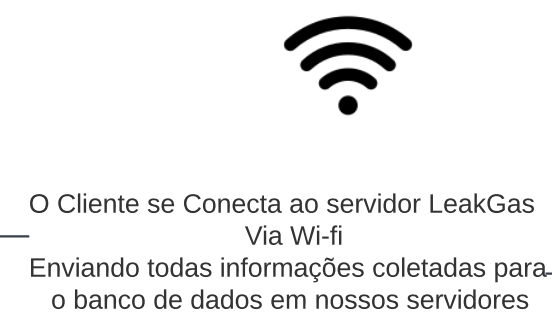 O Cliente se Conecta ao servidor LeakGas
Via Wi-fi
Enviando todas informações coletadas para
o banco de dados em nossos servidores